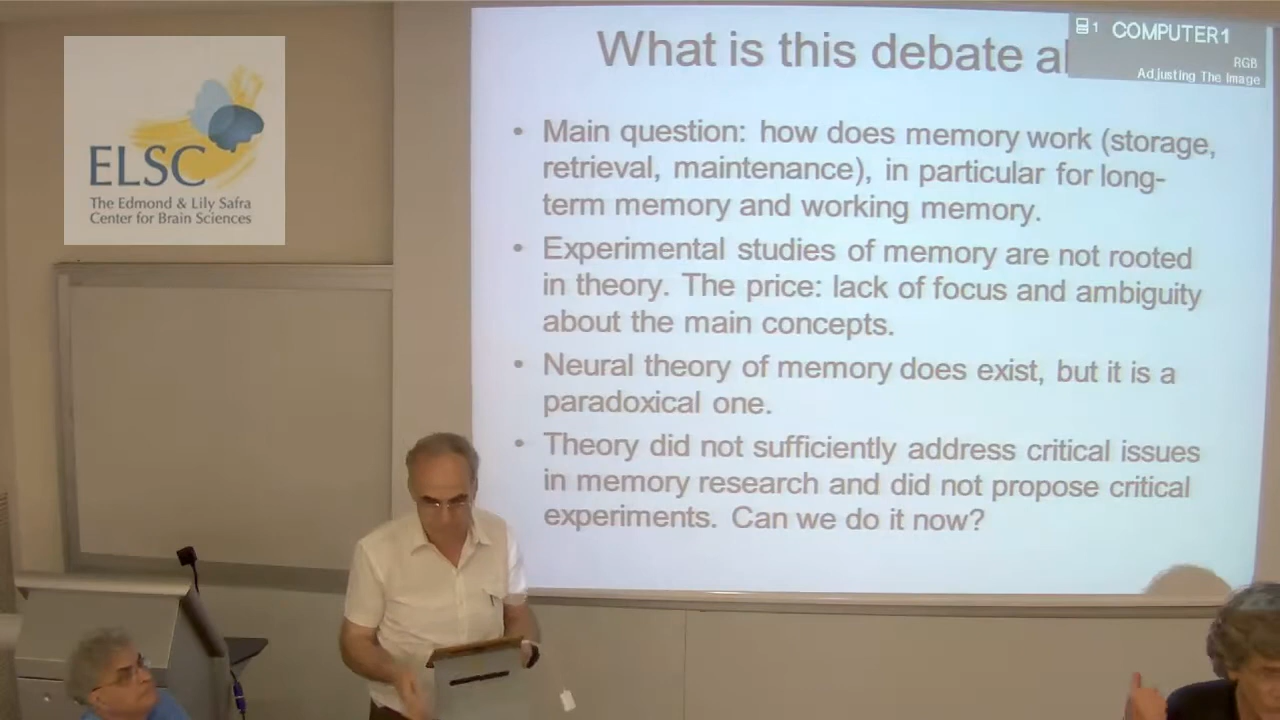 ELSC
The Edmond & Lily Safra
Center for Brain Sciences
What is this debate a
1 COMPUTER1
RGB
Adjusting The Image
• Main question: how does memory work (storage,
retrieval, maintenance), in particular for long-
term memory and working memory.
• Experimental studies of memory are not rooted
in theory. The price: lack of focus and ambiguity
about the main concepts.
• Neural theory of memory does exist, but it is a
paradoxical one.
• Theory did not sufficiently address critical issues
in memory research and did not propose critical
experiments. Can we do it now?